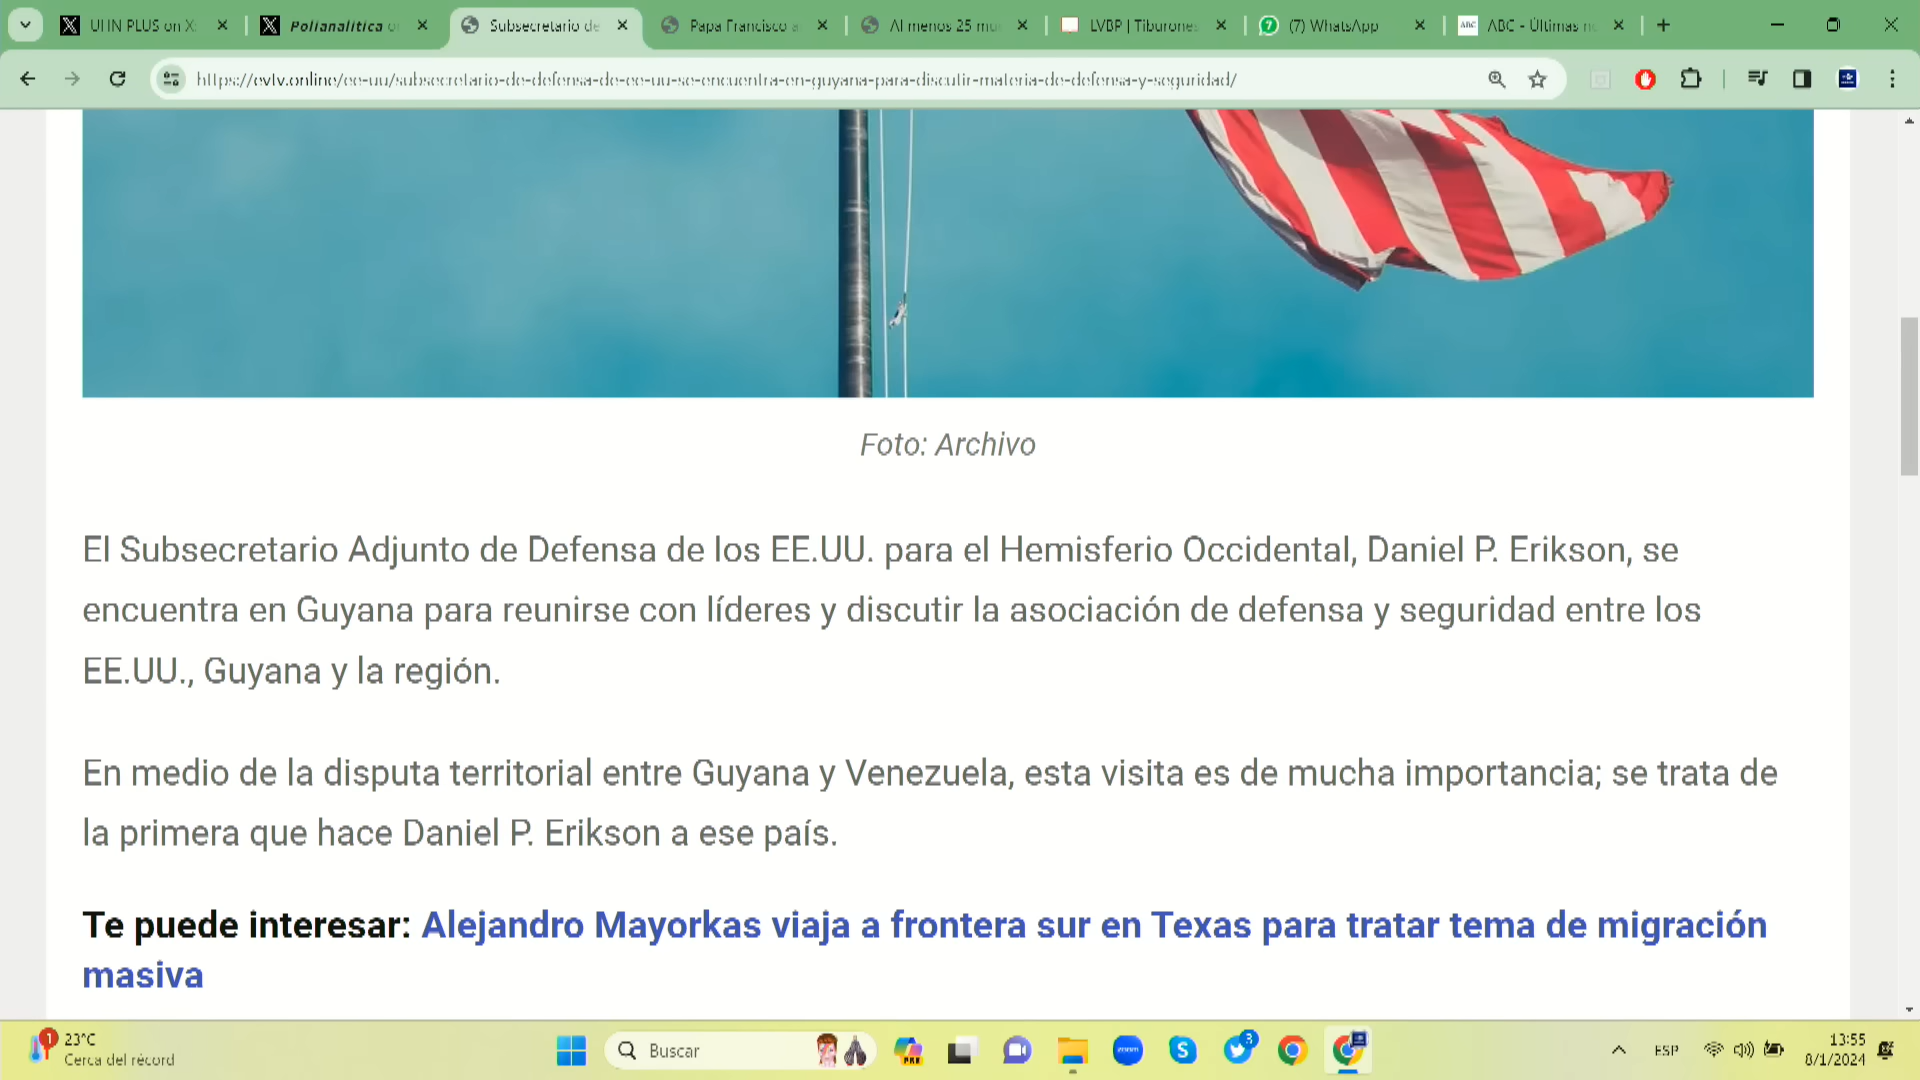 UHN PLUS on X:
Polianalítica o
Subsecretario de
Papa Francisco a
Al menos 25 mu
LVBP | Tiburones
(7) WhatsApp
ABC - Últimas n
https://evtv.online/ee-uu/subsecretario-de-defensa-de-ee-uu-se-encuentra-en-guyana-para-discutir-materia-de-defensa-y-seguridad/
Foto: Archivo
El Subsecretario Adjunto de Defensa de los EE.UU. para el Hemisferio Occidental, Daniel P. Erikson, se
encuentra en Guyana para reunirse con líderes y discutir la asociación de defensa y seguridad entre los
EE.UU., Guyana y la región.
En medio de la disputa territorial entre Guyana y Venezuela, esta visita es de mucha importancia; se trata de
la primera que hace Daniel P. Erikson a ese país.
Te puede interesar: Alejandro Mayorkas viaja a frontera sur en Texas para tratar tema de migración
masiva
1
23°C
Cerca del récord
Buscar
PRE
zoom
S
3
ESP
13:55
8/1/2024